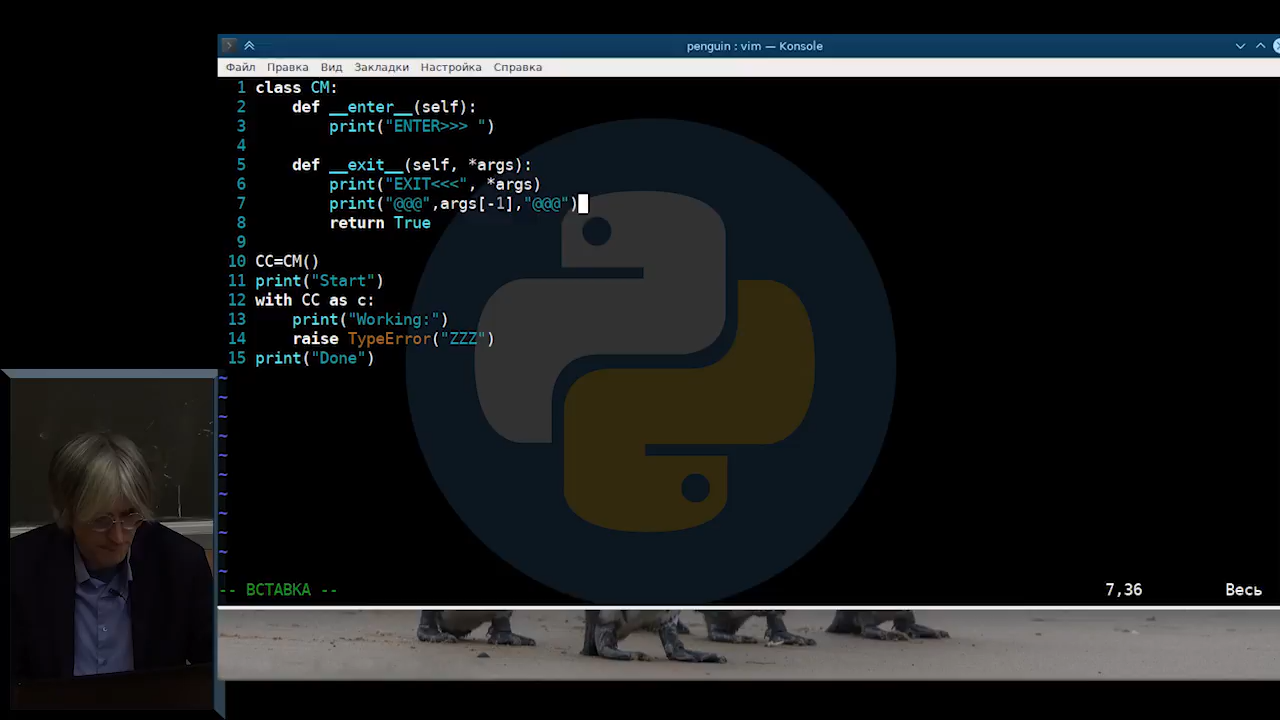 penguin : vim — Konsole
Файл Правка Вид Закладки Настройка Справка
1 class CM:
2     def __enter__(self):
3         print("ENTER>>> ")
4
5     def __exit__(self, *args):
6         print("EXIT<<<", *args)
7         print("@@@",args[-1],"@@@")
8         return True
9
10 CC=CM()
11 print("Start")
12 with CC as c:
13     print("Working:")
14     raise TypeError("ZZZ")
15 print("Done")
~
~
~
~
~
~
~
~
~
~
~
-- ВСТАВКА -- 7,36 Весь